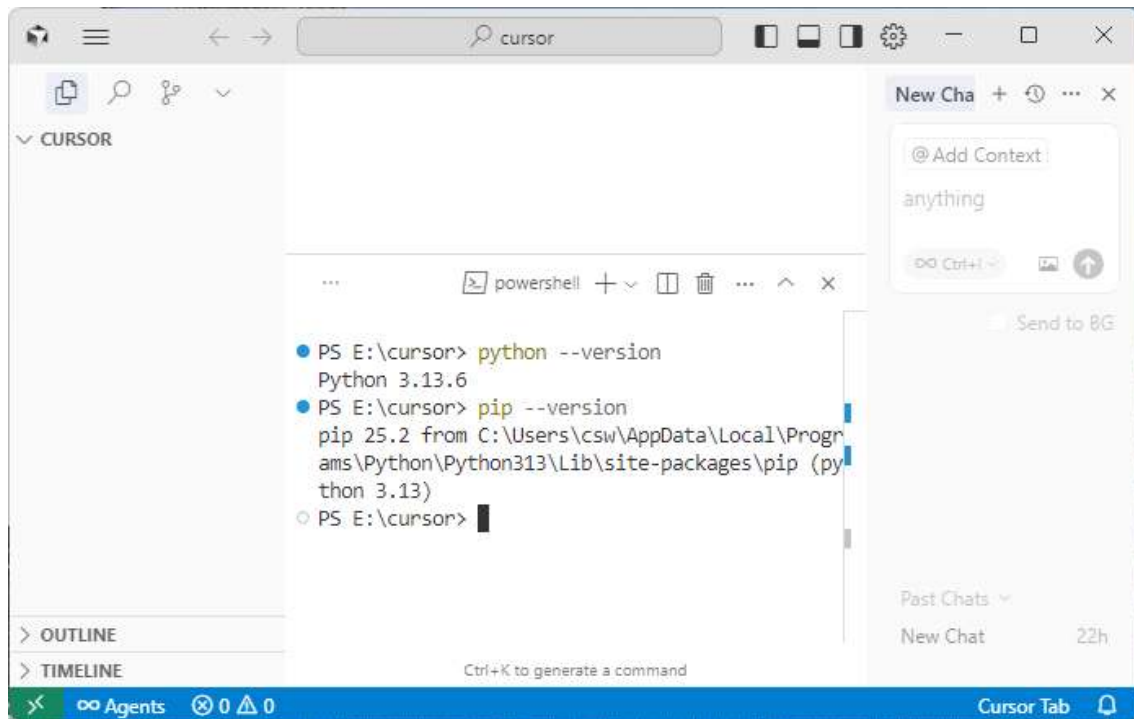 cursor
New Cha
CURSOR
@ Add Context
anything
Ctrl+I
Send to BG
powershell
PS E:\cursor> python --version
Python 3.13.6
PS E:\cursor> pip --version
pip 25.2 from C:\Users\csw\AppData\Local\Progr
ams\Python\Python313\Lib\site-packages\pip (py
thon 3.13)
PS E:\cursor>
Past Chats
New Chat 22h
OUTLINE
TIMELINE
Ctrl+K to generate a command
Agents 0 0 Cursor Tab